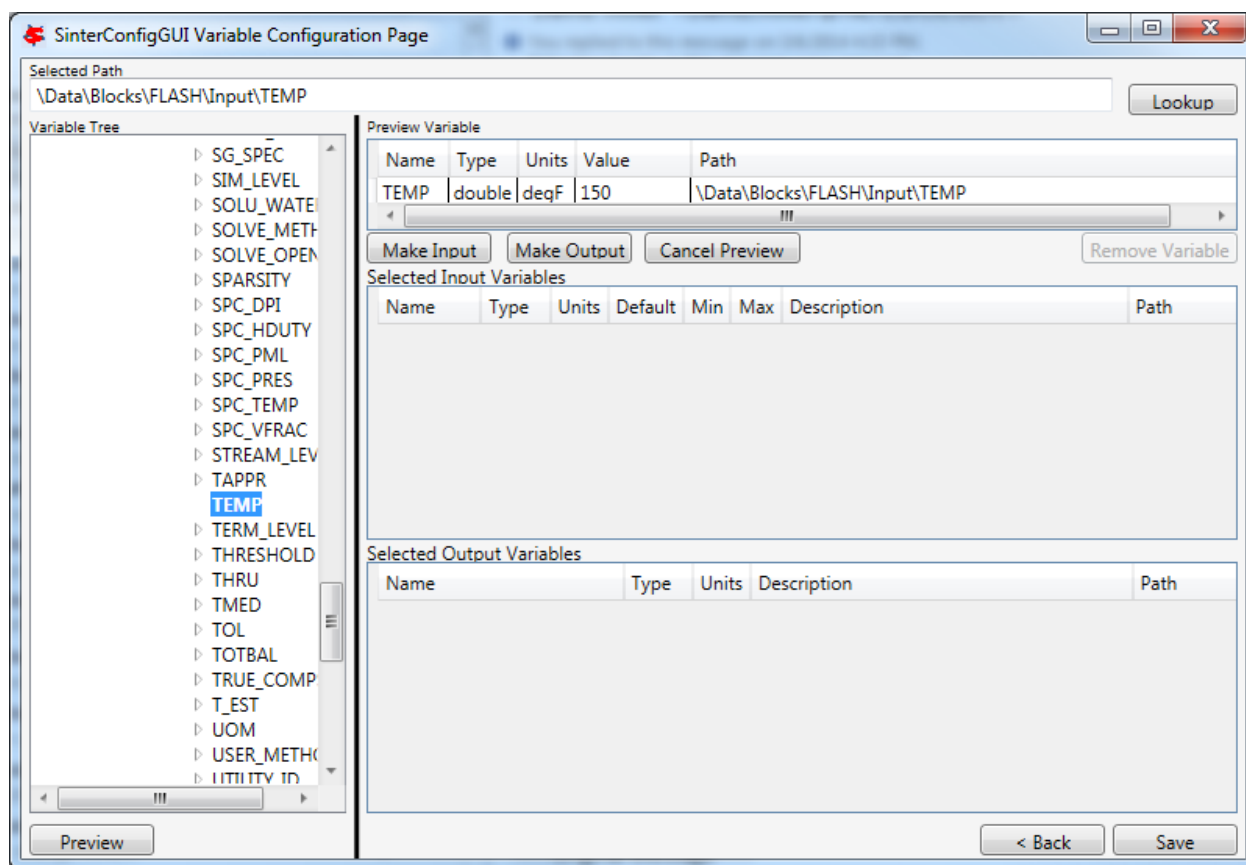 SinterConfigGUI Variable Configuration Page
Selected Path
\Data\Blocks\FLASH\Input\TEMP
Lookup
Variable Tree
SG_SPEC
SIM_LEVEL
SOLU_WATE
SOLVE_METH
SOLVE_OPEN
SPARSITY
SPC_DPI
SPC_HDUTY
SPC_PML
SPC_PRES
SPC_TEMP
SPC_VFRAC
STREAM_LEV
TAPPR
TEMP
TERM_LEVEL
THRESHOLD
THRU
TMED
TOL
TOTBAL
TRUE_COMP
T_EST
UOM
USER_METH
UTILITY_ID
Preview
Preview Variable
Name Type Units Value Path
TEMP double degF 150 \Data\Blocks\FLASH\Input\TEMP
Make Input Make Output Cancel Preview Remove Variable
Selected Input Variables
Name Type Units Default Min Max Description Path
Selected Output Variables
Name Type Units Description Path
< Back Save